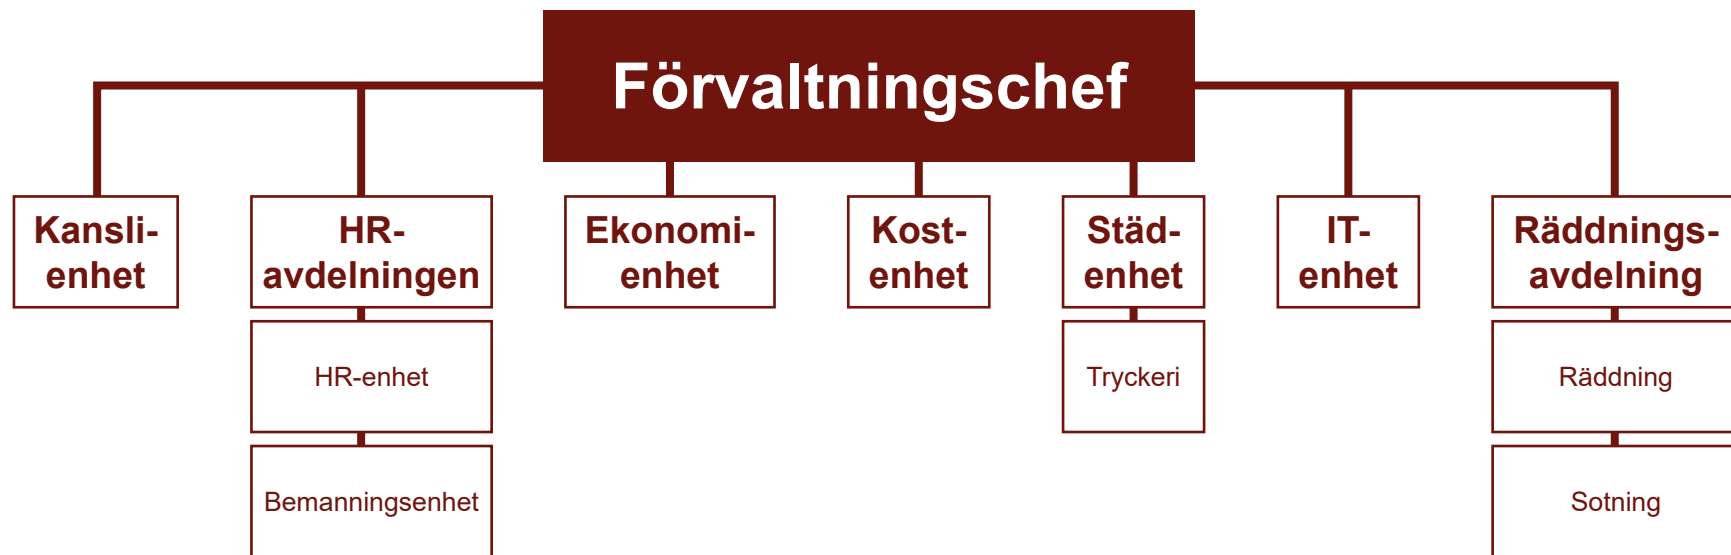 Förvaltningschef
Kansli-
enhet
HR-
avdelningen
Ekonomi-
enhet
Kost-
enhet
Städ-
enhet
IT-
enhet
Räddnings-
avdelning
HR-enhet
Tryckeri
Räddning
Bemanningsenhet
Sotning